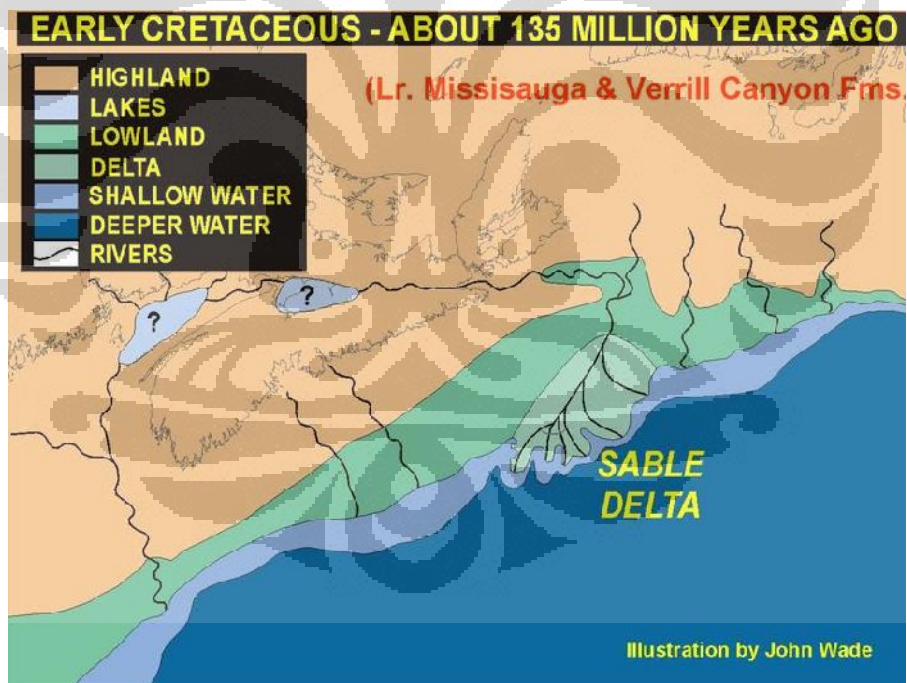 EARLY CRETACEOUS - ABOUT 135 MILLION YEARS AGO
(Lr. Missisauga & Verrill Canyon Fms.
HIGHLAND
LAKES
LOWLAND
DELTA
SHALLOW WATER
DEEPER WATER
RIVERS
?
?
SABLE
DELTA
Illustration by John Wade